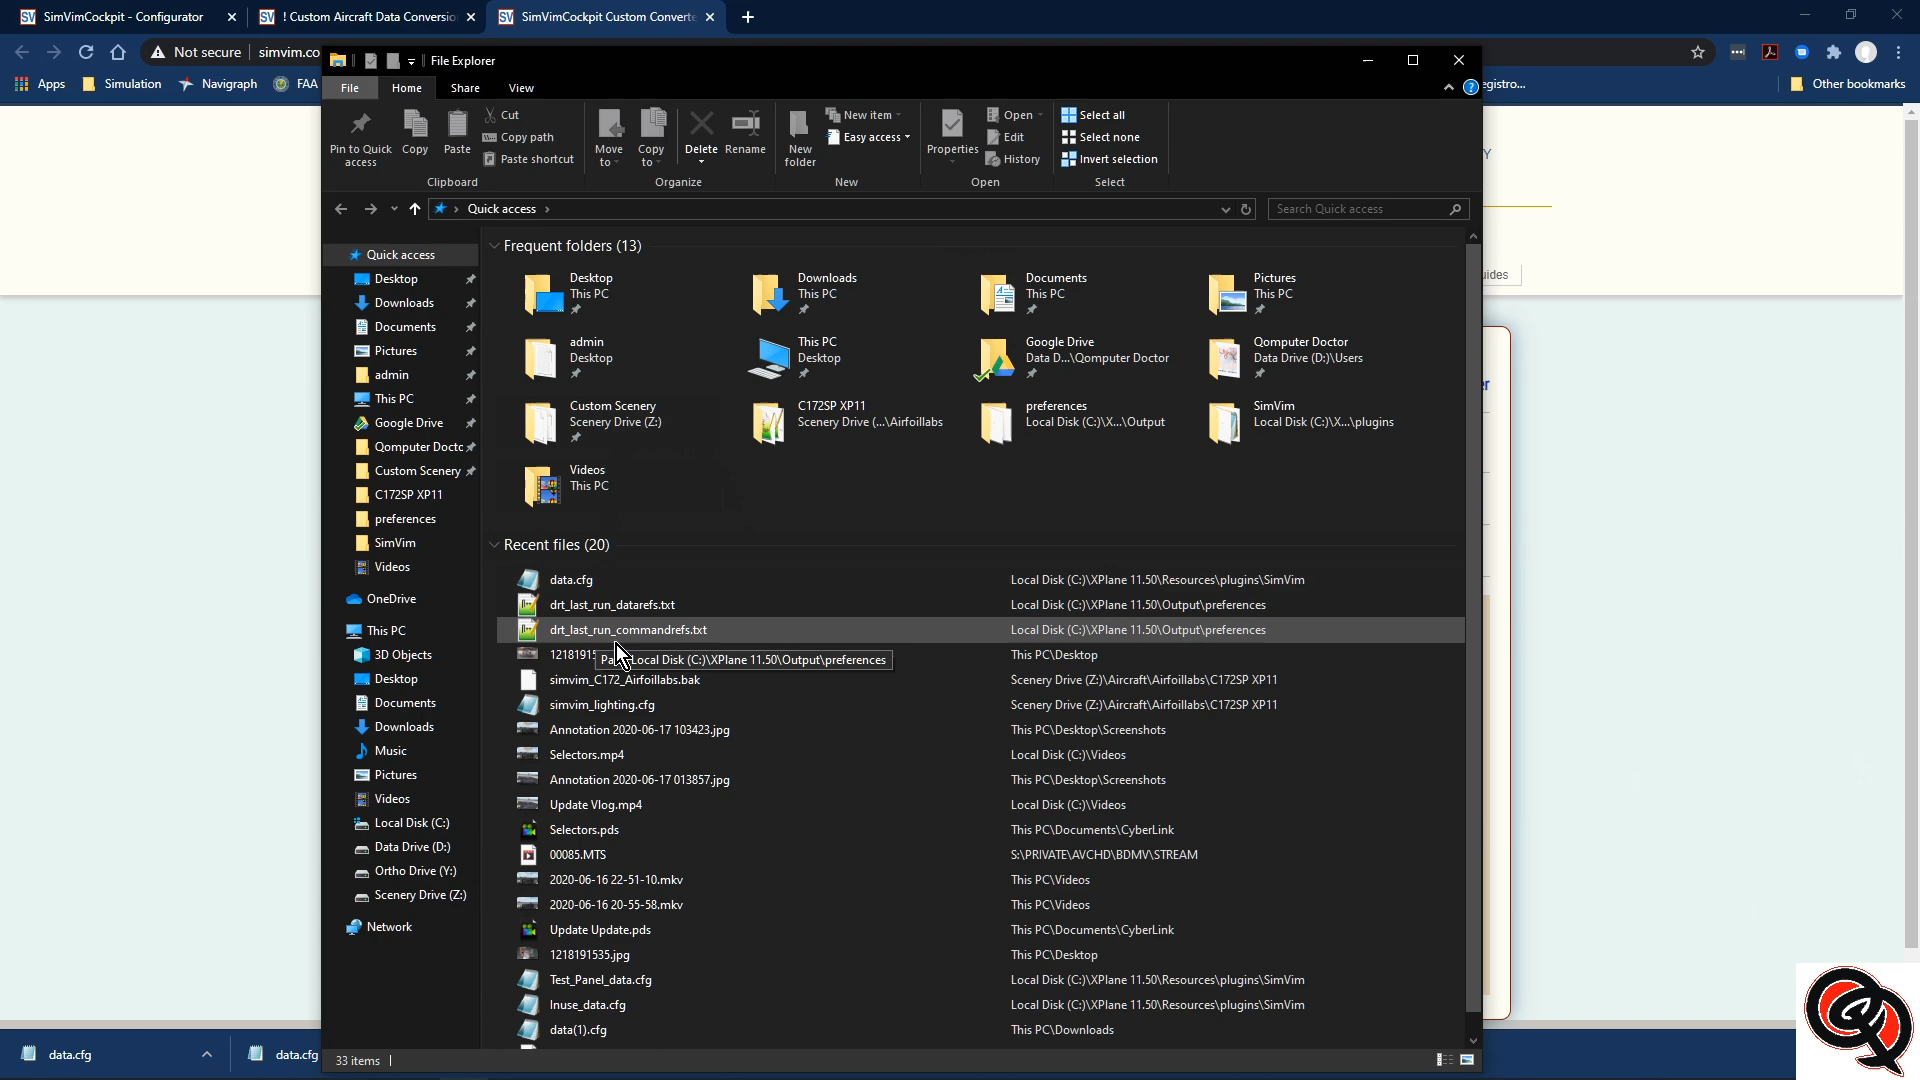 SimVimCockpit - Configurator
! Custom Aircraft Data Conversio
SimVimCockpit Custom Converte
Not secure
simvim.co
Apps
Simulation
Navigraph
FAA
egistro...
Other bookmarks
File Explorer
File
Home
Share
View
Pin to Quick access
Copy
Paste
Cut
Copy path
Paste shortcut
Move to
Copy to
Delete
Rename
New folder
New item
Easy access
Properties
Open
Edit
History
Select all
Select none
Invert selection
Clipboard
Organize
New
Open
Select
Quick access
Search Quick access
Y
uides
er
Quick access
Desktop
Downloads
Documents
Pictures
admin
This PC
Google Drive
Qomputer Docto
Custom Scenery
C172SP XP11
preferences
SimVim
Videos
OneDrive
This PC
3D Objects
Desktop
Documents
Downloads
Music
Pictures
Videos
Local Disk (C:)
Data Drive (D:)
Ortho Drive (Y:)
Scenery Drive (Z:)
Network
Frequent folders (13)
Desktop
This PC
Downloads
This PC
Documents
This PC
Pictures
This PC
admin
Desktop
This PC
Desktop
Google Drive
Data D...\Qomputer Doctor
Qomputer Doctor
Data Drive (D:)\Users
Custom Scenery
Scenery Drive (Z:)
C172SP XP11
Scenery Drive (...\Airfoillabs
preferences
Local Disk (C:)\X...\Output
SimVim
Local Disk (C:)\X...\plugins
Videos
This PC
Recent files (20)
data.cfg Local Disk (C:)\XPlane 11.50\Resources\plugins\SimVim
drt_last_run_datarefs.txt Local Disk (C:)\XPlane 11.50\Output\preferences
drt_last_run_commandrefs.txt Local Disk (C:)\XPlane 11.50\Output\preferences
1218191 This PC\Desktop
Local Disk (C:)\XPlane 11.50\Output\preferences
simvim_C172_Airfoillabs.bak Scenery Drive (Z:)\Aircraft\Airfoillabs\C172SP XP11
simvim_lighting.cfg Scenery Drive (Z:)\Aircraft\Airfoillabs\C172SP XP11
Annotation 2020-06-17 103423.jpg This PC\Desktop\Screenshots
Selectors.mp4 Local Disk (C:)\Videos
Annotation 2020-06-17 013857.jpg This PC\Desktop\Screenshots
Update Vlog.mp4 Local Disk (C:)\Videos
Selectors.pds This PC\Documents\CyberLink
00085.MTS S:\PRIVATE\AVCHD\BDMV\STREAM
2020-06-16 22-51-10.mkv This PC\Videos
2020-06-16 20-55-58.mkv This PC\Videos
Update Update.pds This PC\Documents\CyberLink
1218191535.jpg This PC\Desktop
Test_Panel_data.cfg Local Disk (C:)\XPlane 11.50\Resources\plugins\SimVim
Inuse_data.cfg Local Disk (C:)\XPlane 11.50\Resources\plugins\SimVim
data(1).cfg This PC\Downloads
33 items
data.cfg
data.cfg